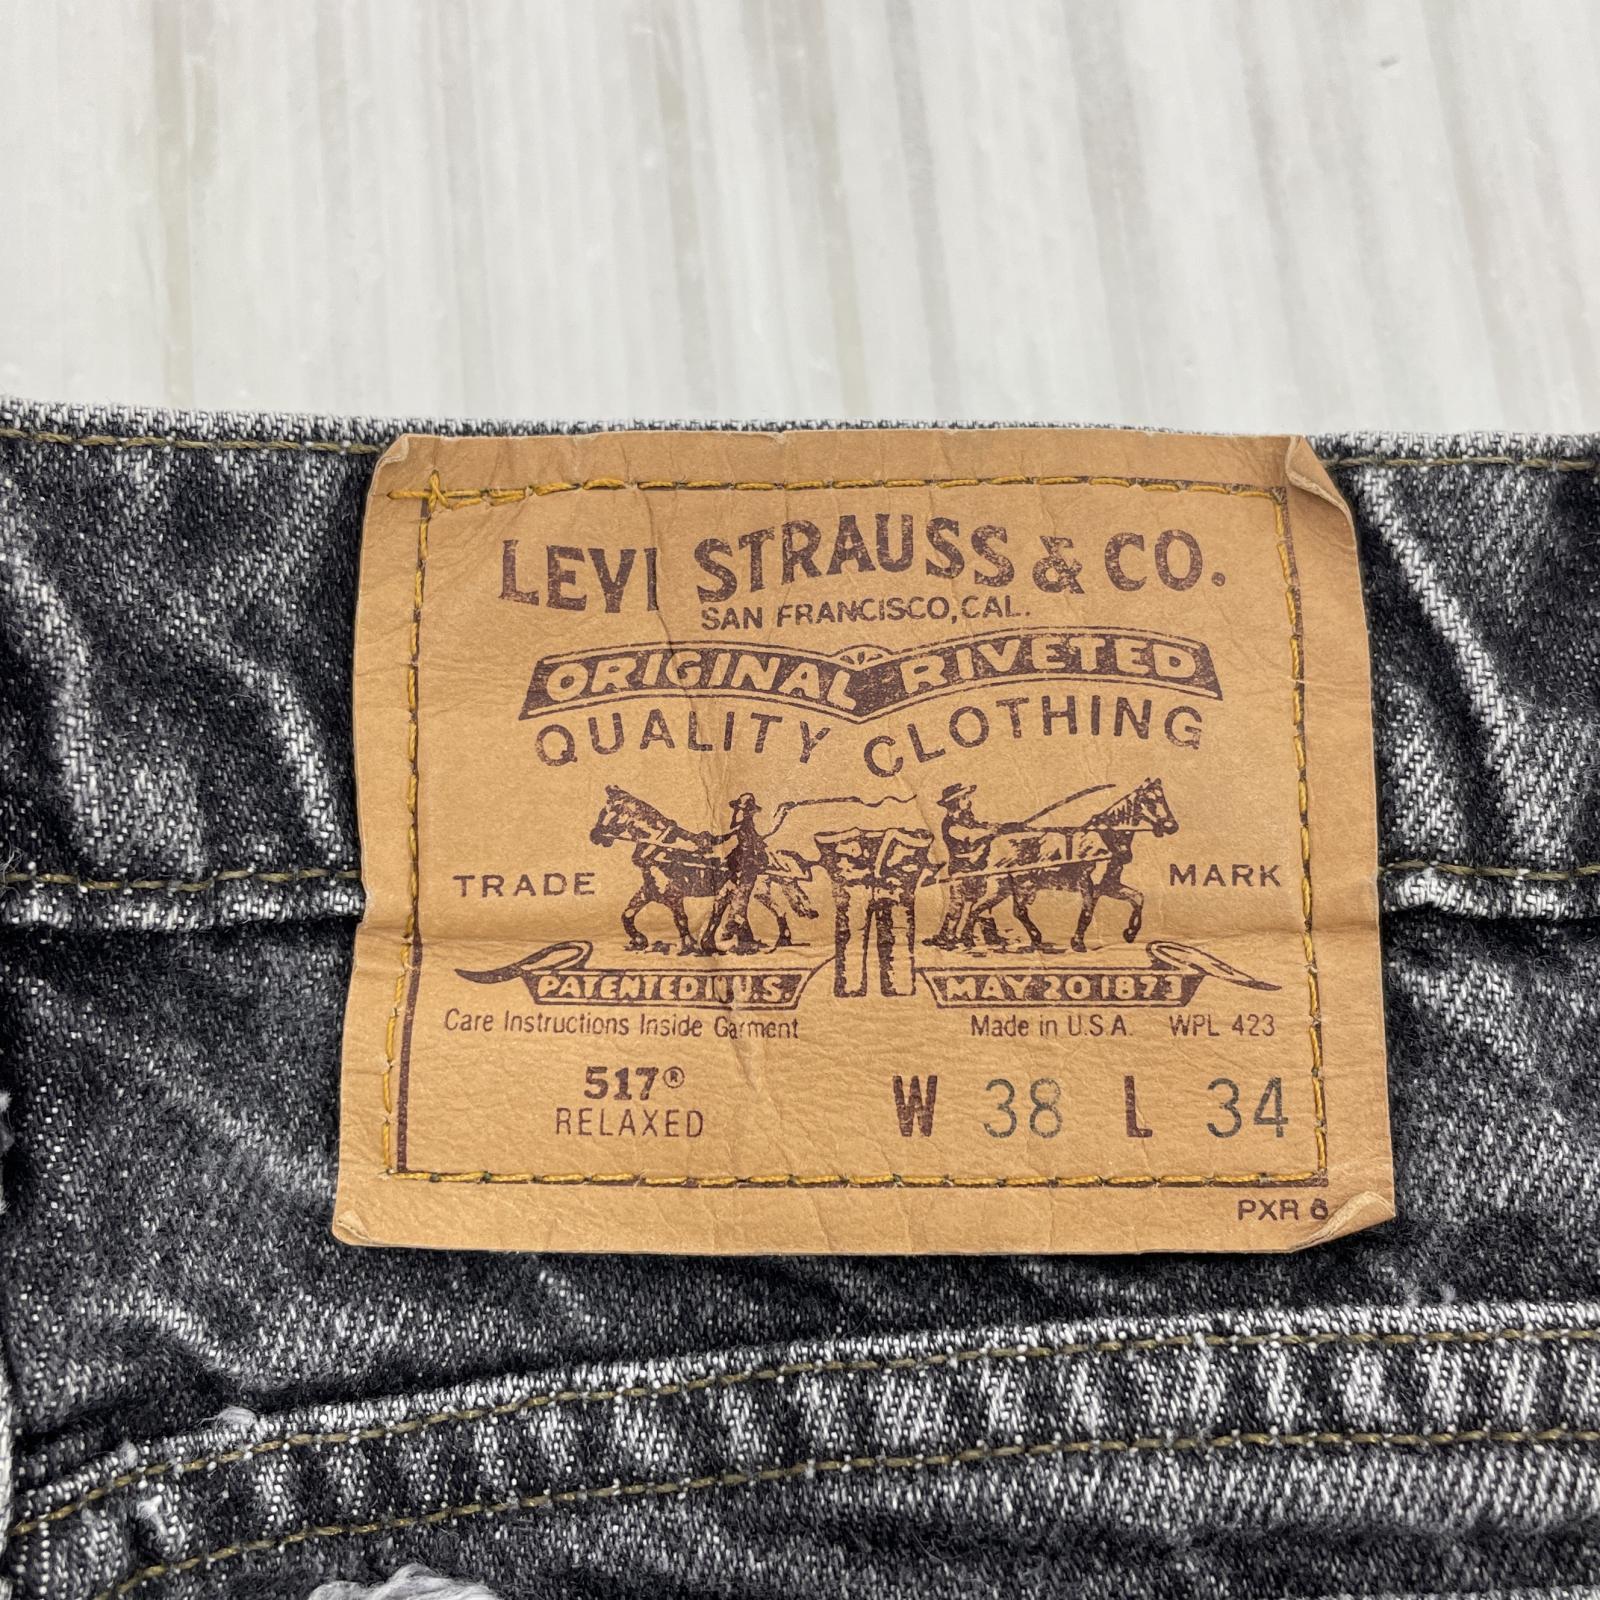 LEVI STRAUSS & CO.
SAN FRANCISCO, CAL.
ORIGINAL RIVETED
QUALITY CLOTHING
TRADE MARK
PATENTED IN U.S. MAY 20 1873
Care Instructions Inside Garment Made in U.S.A. WPL 423
517® W 38 L 34
RELAXED
PXR 6